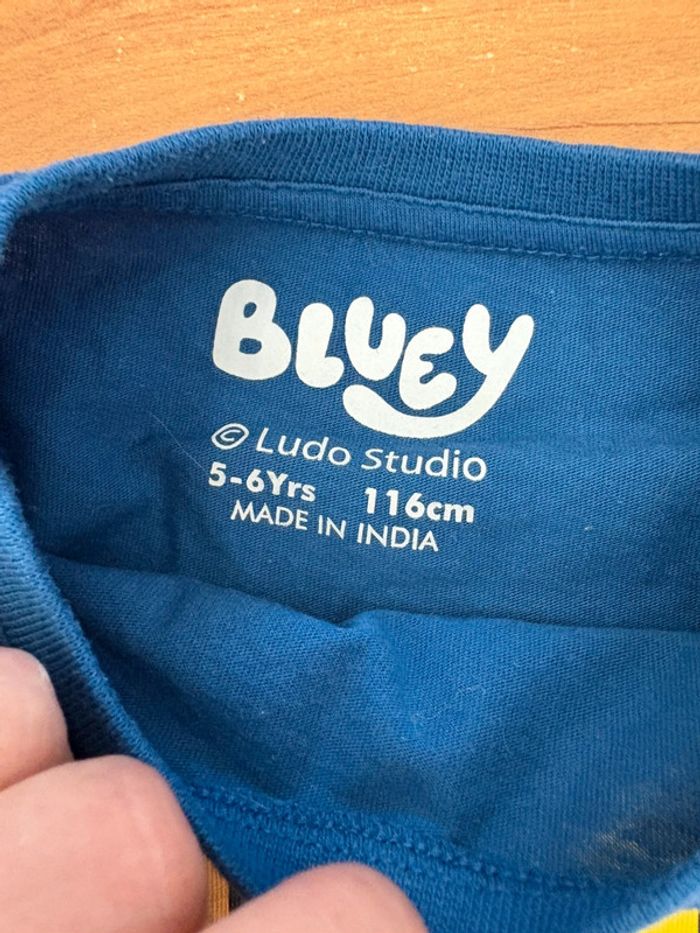 BLUEY
© Ludo Studio
5-6Yrs 116cm
MADE IN INDIA